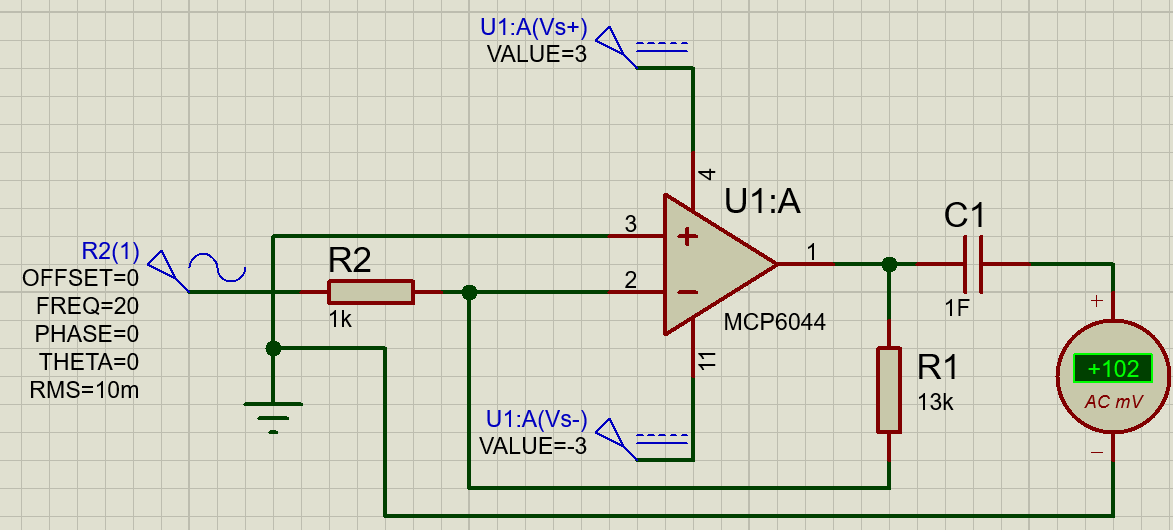 U1:A(Vs+)
VALUE=3
4
U1:A
3
+
1
C1
R2(1)
OFFSET=0
FREQ=20
PHASE=0
THETA=0
RMS=10m
R2
1k
2
−
MCP6044
1F
+
11
R1
13k
+102
AC mV
U1:A(Vs-)
VALUE=-3
−